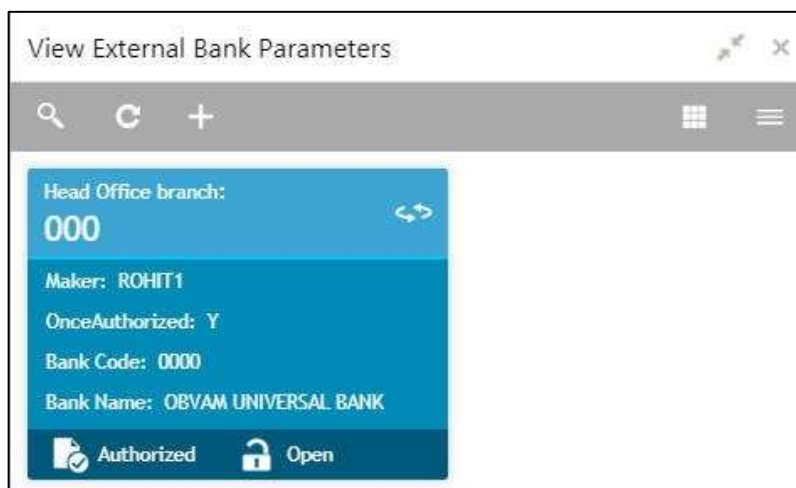 View External Bank Parameters
Head Office branch:
000
Maker: ROHIT1
OnceAuthorized: Y
Bank Code: 0000
Bank Name: OBVAM UNIVERSAL BANK
Authorized Open